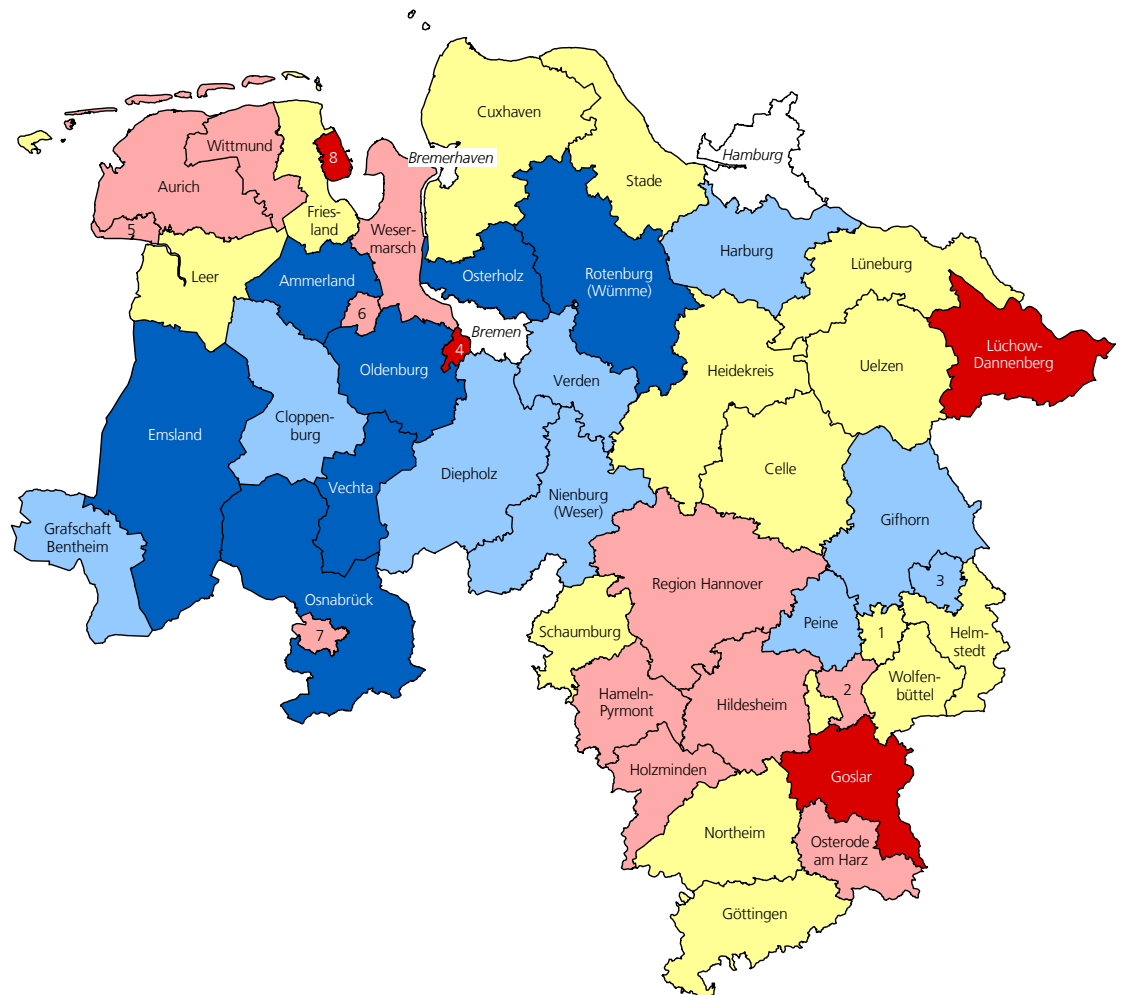 Cuxhaven
Wittmund
8
Bremerhaven
Hamburg
Aurich
Stade
Fries-
land
5
Weser-
marsch
Harburg
Lüneburg
Leer
Ammerland
Osterholz
Rotenburg
(Wümme)
6
Bremen
4
Lüchow-
Dannenberg
Oldenburg
Verden
Heidekreis
Uelzen
Cloppen-
burg
Emsland
Celle
Vechta
Diepholz
Nienburg
(Weser)
Gifhorn
Grafschaft
Bentheim
Region Hannover
3
Osnabrück
7
Schaumburg
Peine
1
Helm-
stedt
Wolfen-
büttel
Hameln-
Pyrmont
Hildesheim
2
Holzminden
Goslar
Northeim
Osterode
am Harz
Göttingen